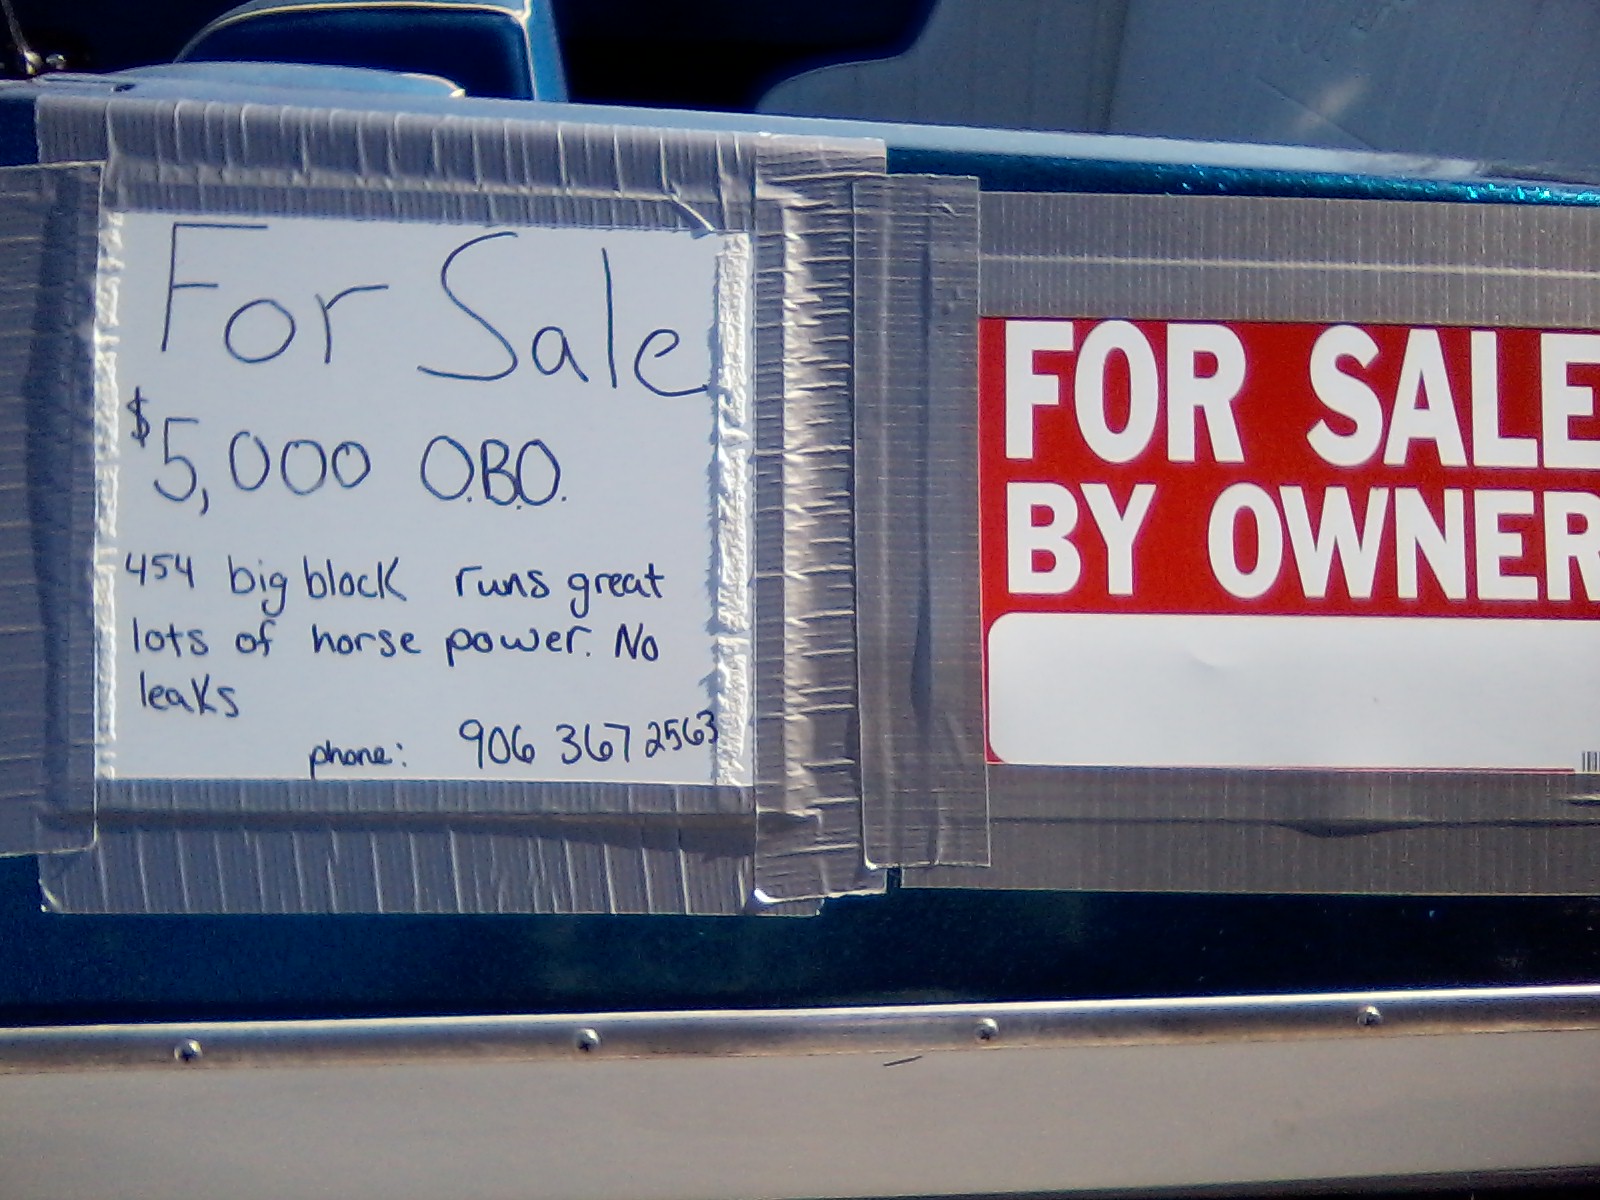 For Sale
$5,000 O.B.O.
454 big block runs great
lots of horse power. No
leaks
phone: 906 367 2563
FOR SALE
BY OWNER